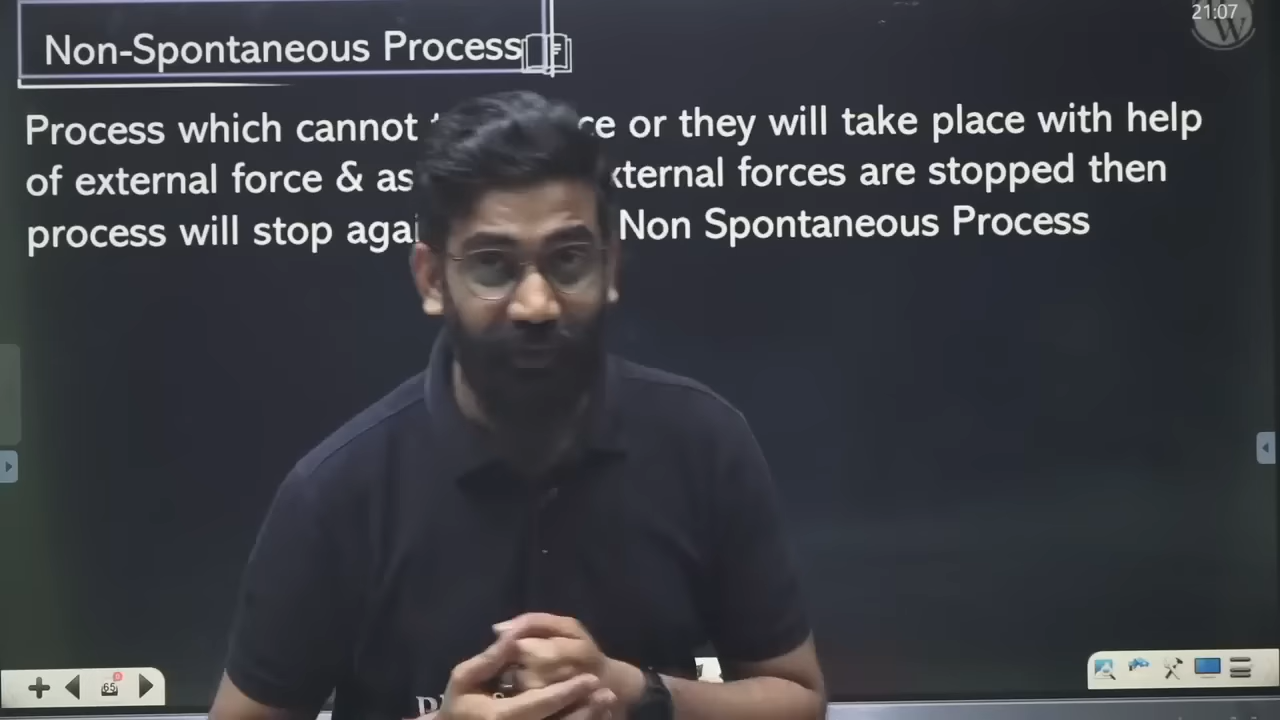 21:07
W
Non-Spontaneous Process
Process which cannot ce or they will take place with help
of external force & as xternal forces are stopped then
process will stop agai Non Spontaneous Process
65